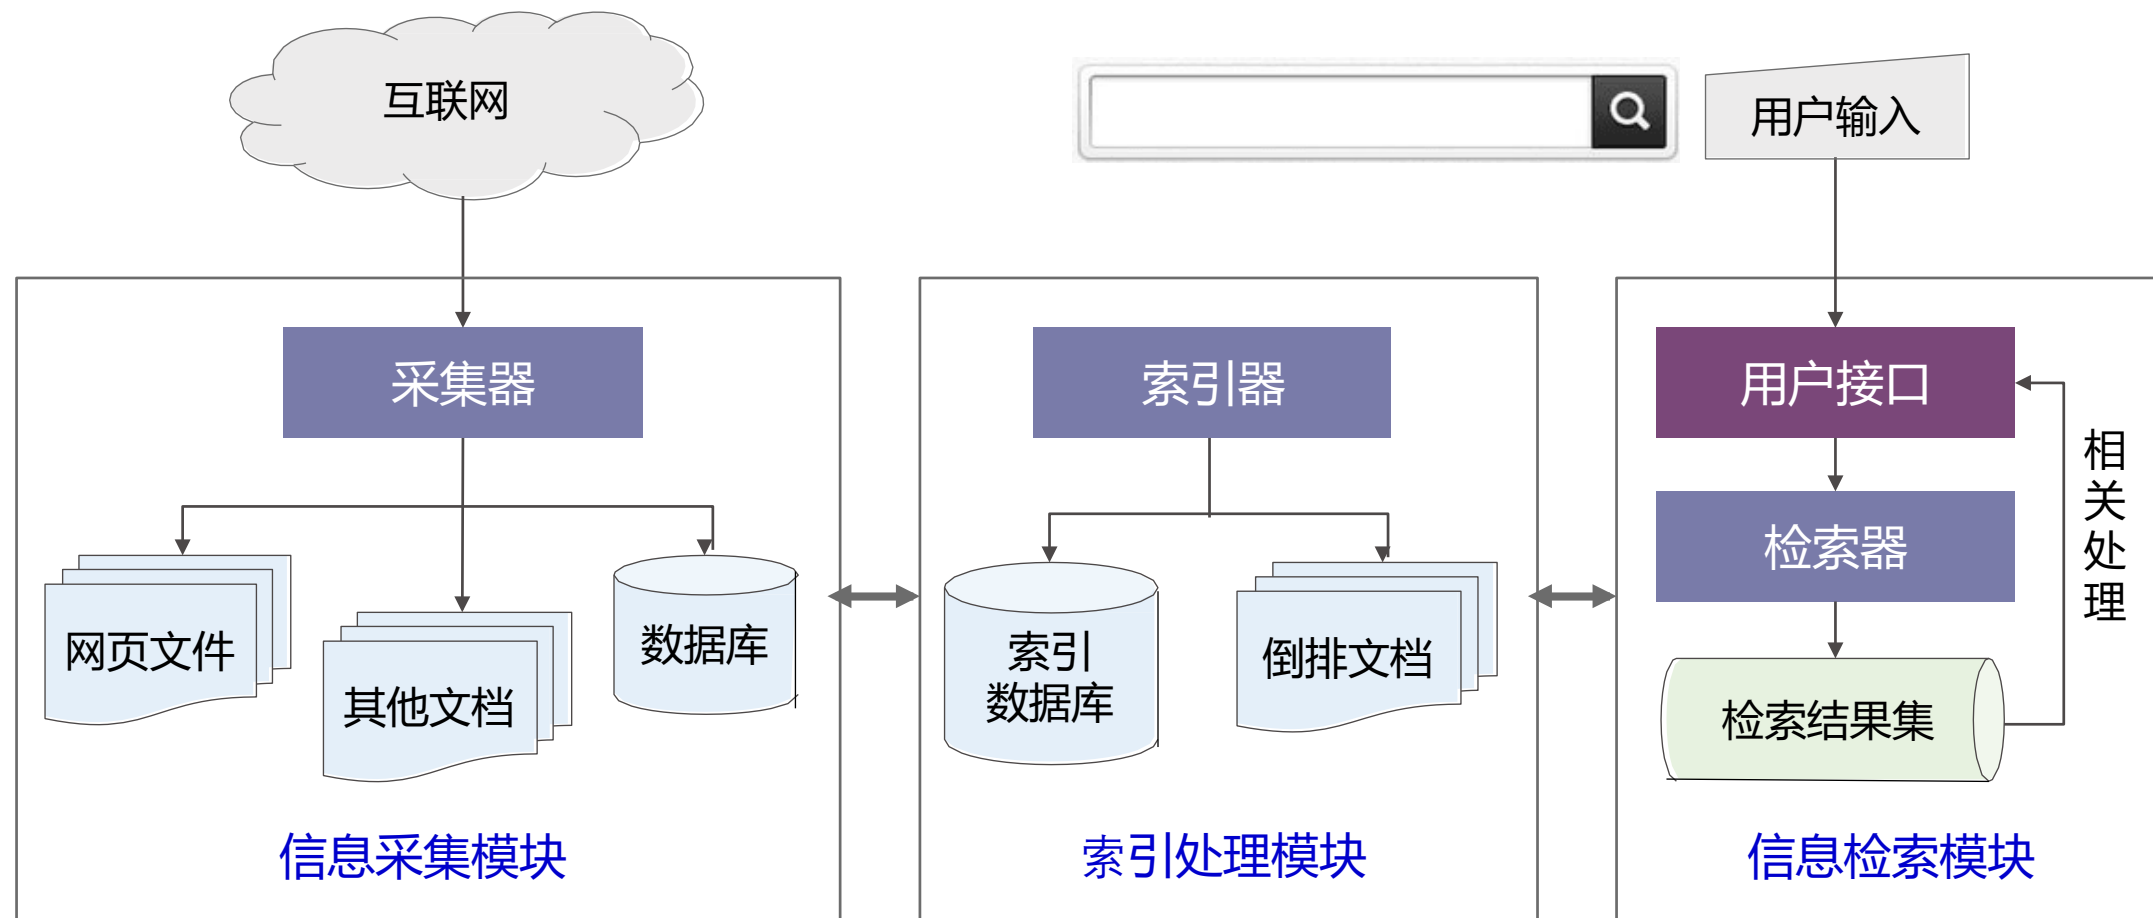 互联网
用户输入
采集器
索引器
用户接口
检索器
相关处理
网页文件
其他文档
数据库
索引
数据库
倒排文档
检索结果集
信息采集模块
索引处理模块
信息检索模块